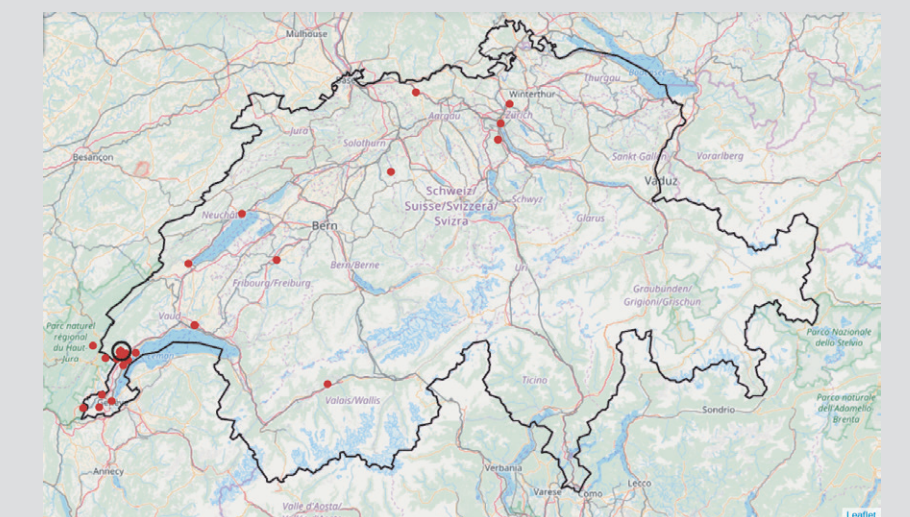 Mulhouse
Winterthur
Thurgau
Zürich
Aargau
Jura
Solothurn
Besançon
Sankt Gallen
Vorarlberg
Vaduz
Schweiz/
Suisse/Svizzera/
Svizra
Schwyz
Bern
Glarus
Bern/Berne
Uri
Fribourg/Freiburg
Graubünden/
Grigioni/Grischun
Vaud
Parc naturel
régional
du Haut-
Jura
Parco Nazionale
dello Stelvio
Ticino
Valais/Wallis
Sondrio
Parco naturale
dell'Adamello-
Brenta
Annecy
Verbania
Lecco
Varese
Como
Valle d'Aosta/
Leaflet